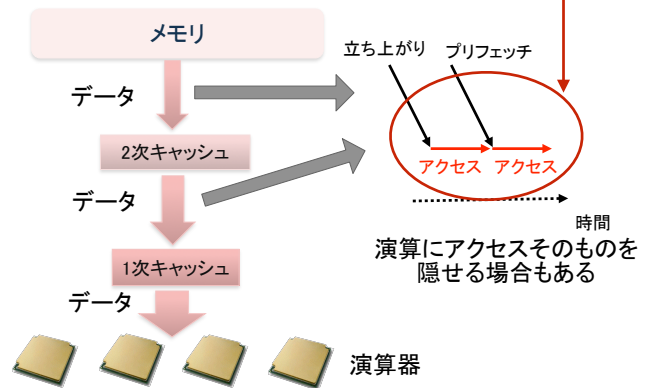 メモリ
データ
2次キャッシュ
データ
1次キャッシュ
データ
演算器
立ち上がり
プリフェッチ
アクセス
アクセス
時間
演算にアクセスそのものを
隠せる場合もある